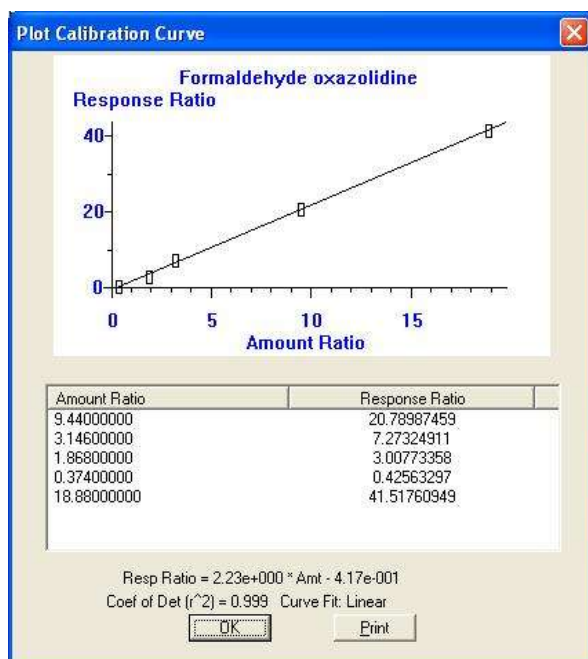 Plot Calibration Curve
Formaldehyde oxazolidine
Response Ratio
40
20
0
0 5 10 15
Amount Ratio
Amount Ratio Response Ratio
9.44000000 20.78987459
3.14600000 7.27324911
1.86800000 3.00773358
0.37400000 0.42563297
18.88000000 41.51760949
Resp Ratio = 2.23e+000 * Amt - 4.17e-001
Coef of Det (r^2) = 0.999 Curve Fit: Linear
OK Print